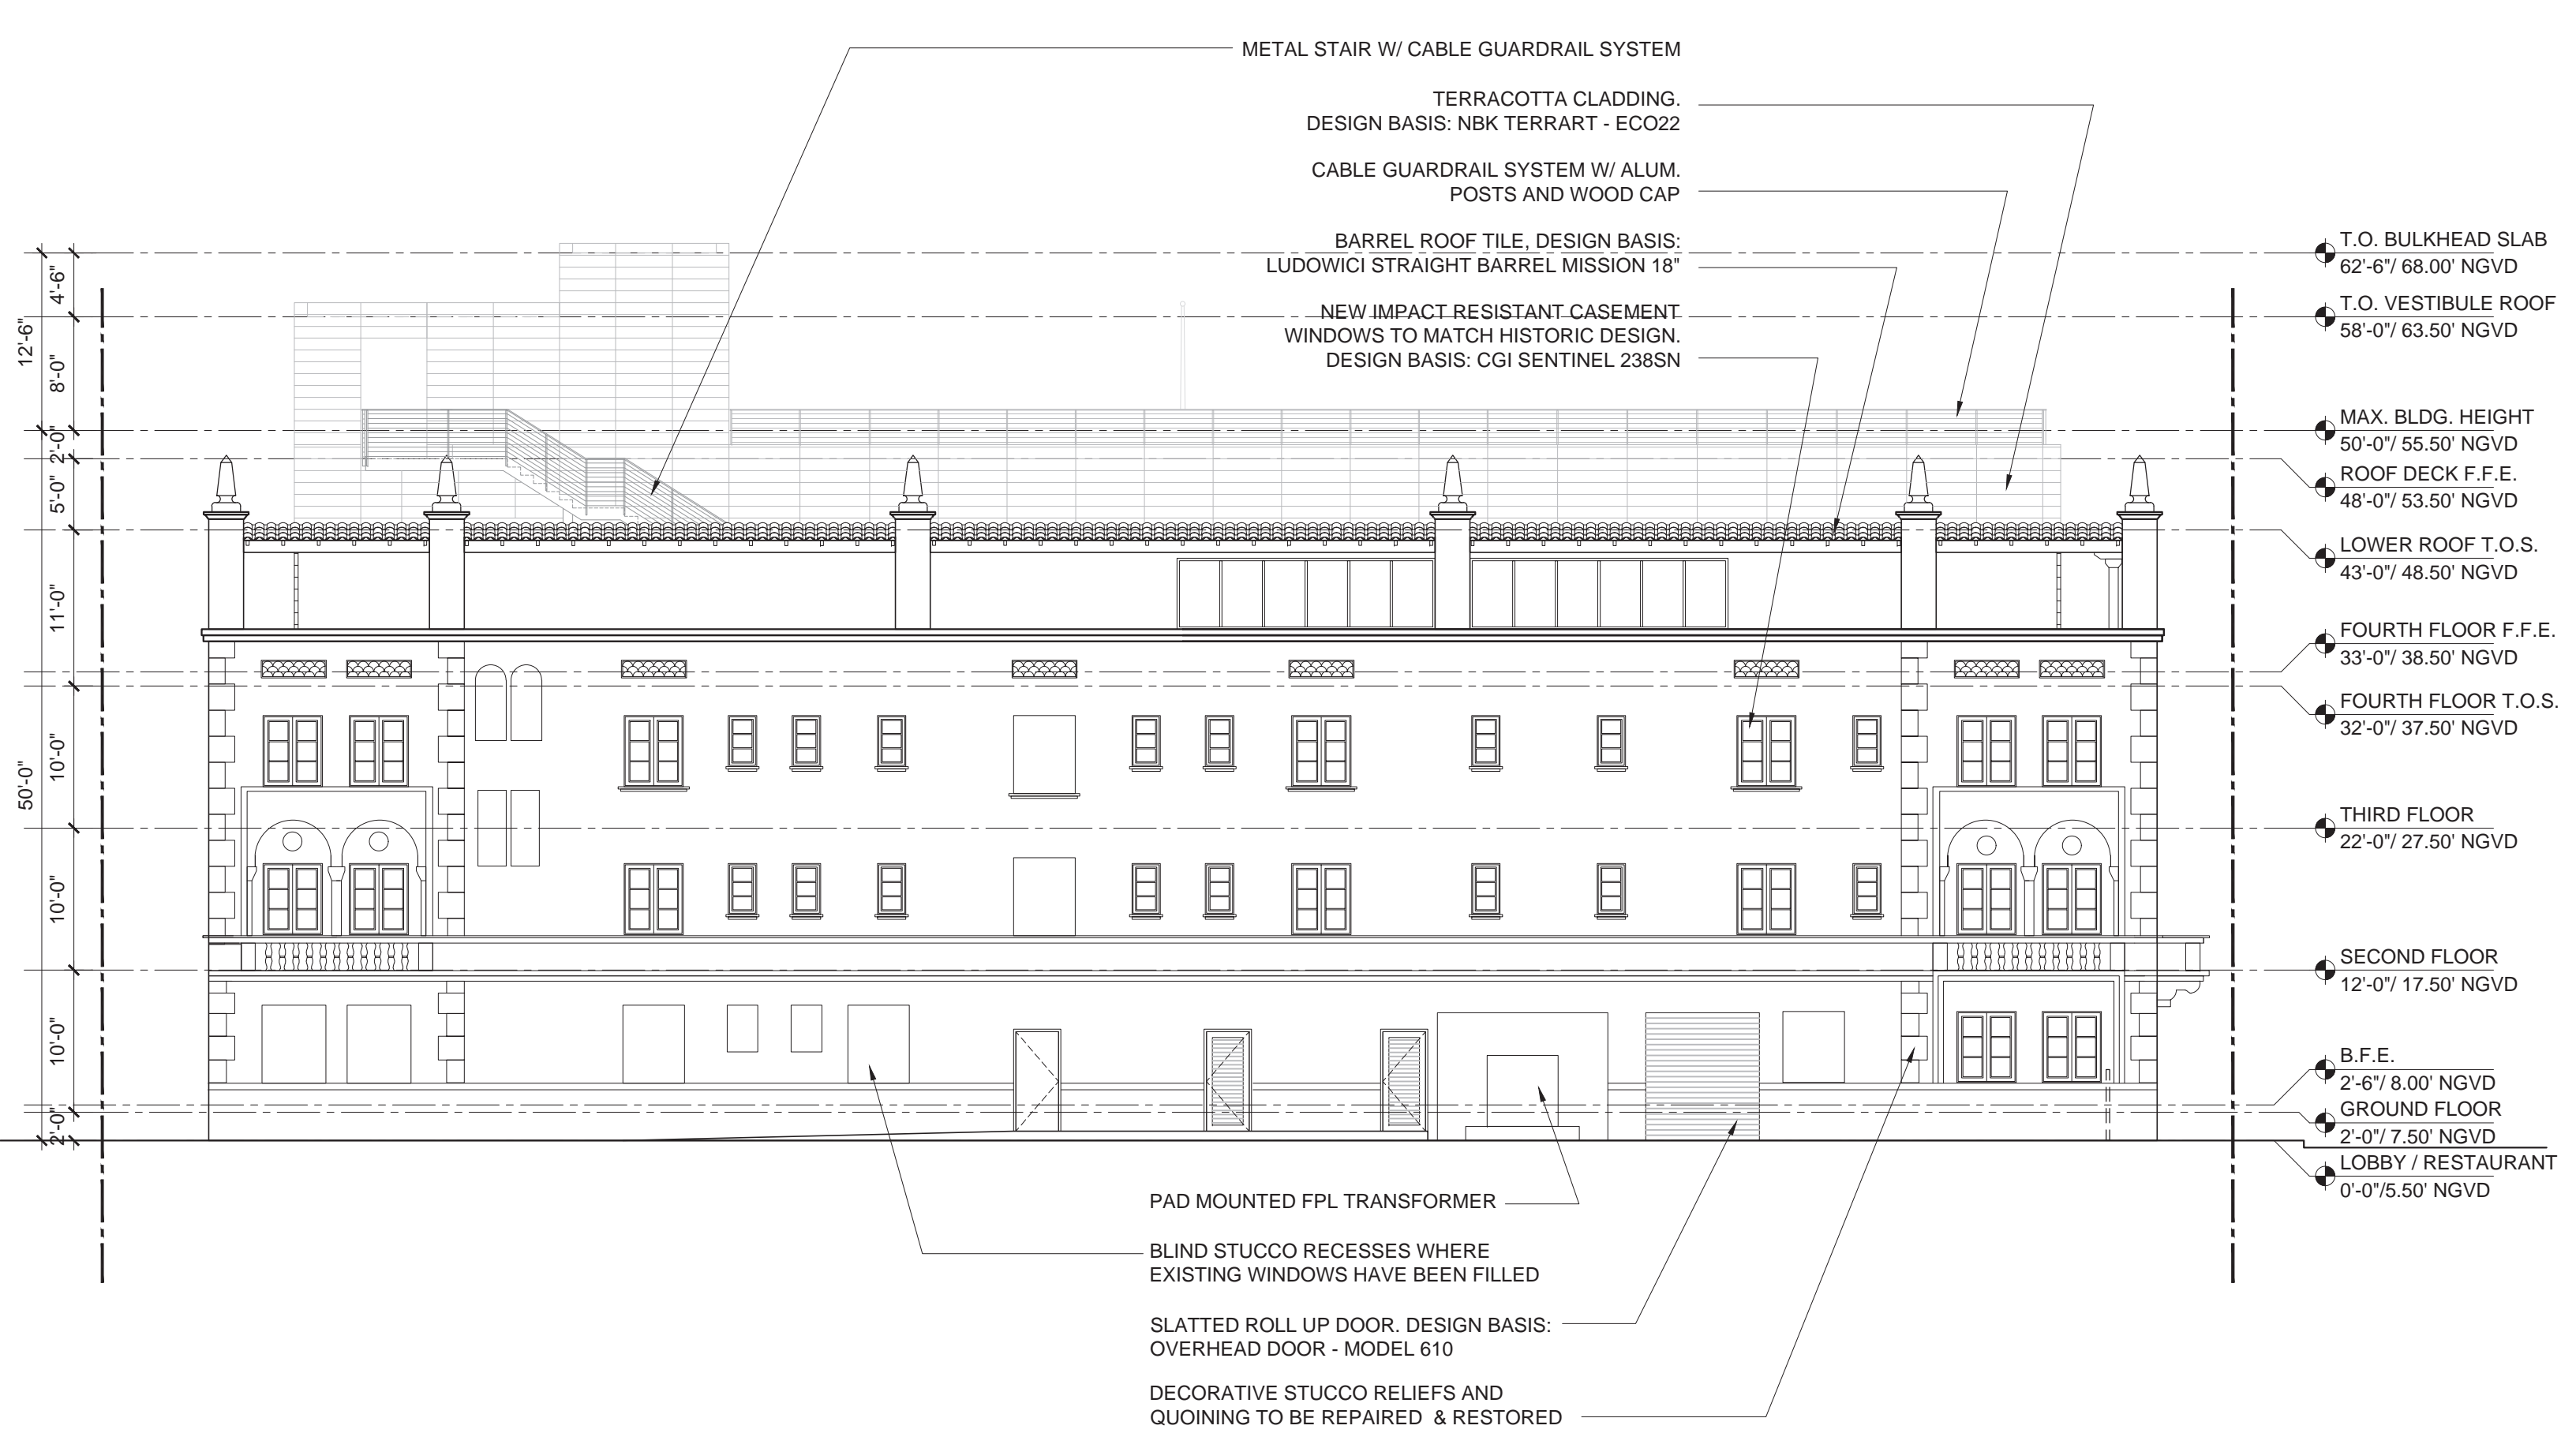 METAL STAIR W/ CABLE GUARDRAIL SYSTEM
TERRACOTTA CLADDING.
DESIGN BASIS: NBK TERRART - ECO22
CABLE GUARDRAIL SYSTEM W/ ALUM.
POSTS AND WOOD CAP
BARREL ROOF TILE, DESIGN BASIS:
LUDOWICI STRAIGHT BARREL MISSION 18"
NEW IMPACT RESISTANT CASEMENT
WINDOWS TO MATCH HISTORIC DESIGN.
DESIGN BASIS: CGI SENTINEL 238SN
12'-6"
50'-0"
4'-6"
8'-0"
2'-0"
5'-0"
11'-0"
10'-0"
10'-0"
10'-0"
2'-0"
T.O. BULKHEAD SLAB
62'-6"/ 68.00' NGVD
T.O. VESTIBULE ROOF
58'-0"/ 63.50' NGVD
MAX. BLDG. HEIGHT
50'-0"/ 55.50' NGVD
ROOF DECK F.F.E.
48'-0"/ 53.50' NGVD
LOWER ROOF T.O.S.
43'-0"/ 48.50' NGVD
FOURTH FLOOR F.F.E.
33'-0"/ 38.50' NGVD
FOURTH FLOOR T.O.S.
32'-0"/ 37.50' NGVD
THIRD FLOOR
22'-0"/ 27.50' NGVD
SECOND FLOOR
12'-0"/ 17.50' NGVD
B.F.E.
2'-6"/ 8.00' NGVD
GROUND FLOOR
2'-0"/ 7.50' NGVD
LOBBY / RESTAURANT
0'-0"/5.50' NGVD
PAD MOUNTED FPL TRANSFORMER
BLIND STUCCO RECESSES WHERE
EXISTING WINDOWS HAVE BEEN FILLED
SLATTED ROLL UP DOOR. DESIGN BASIS:
OVERHEAD DOOR - MODEL 610
DECORATIVE STUCCO RELIEFS AND
QUOINING TO BE REPAIRED & RESTORED